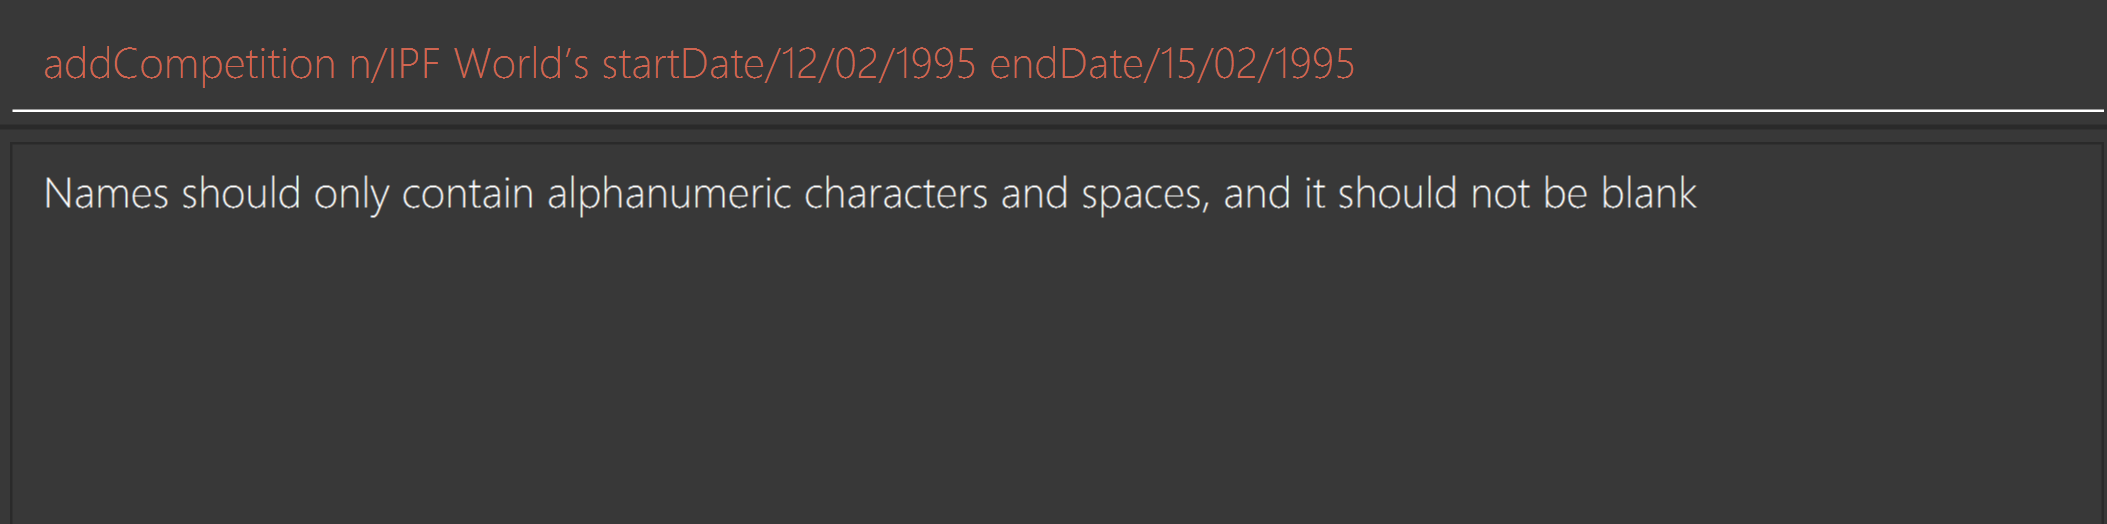 addCompetition n/IPF World’s startDate/12/02/1995 endDate/15/02/1995
Names should only contain alphanumeric characters and spaces, and it should not be blank